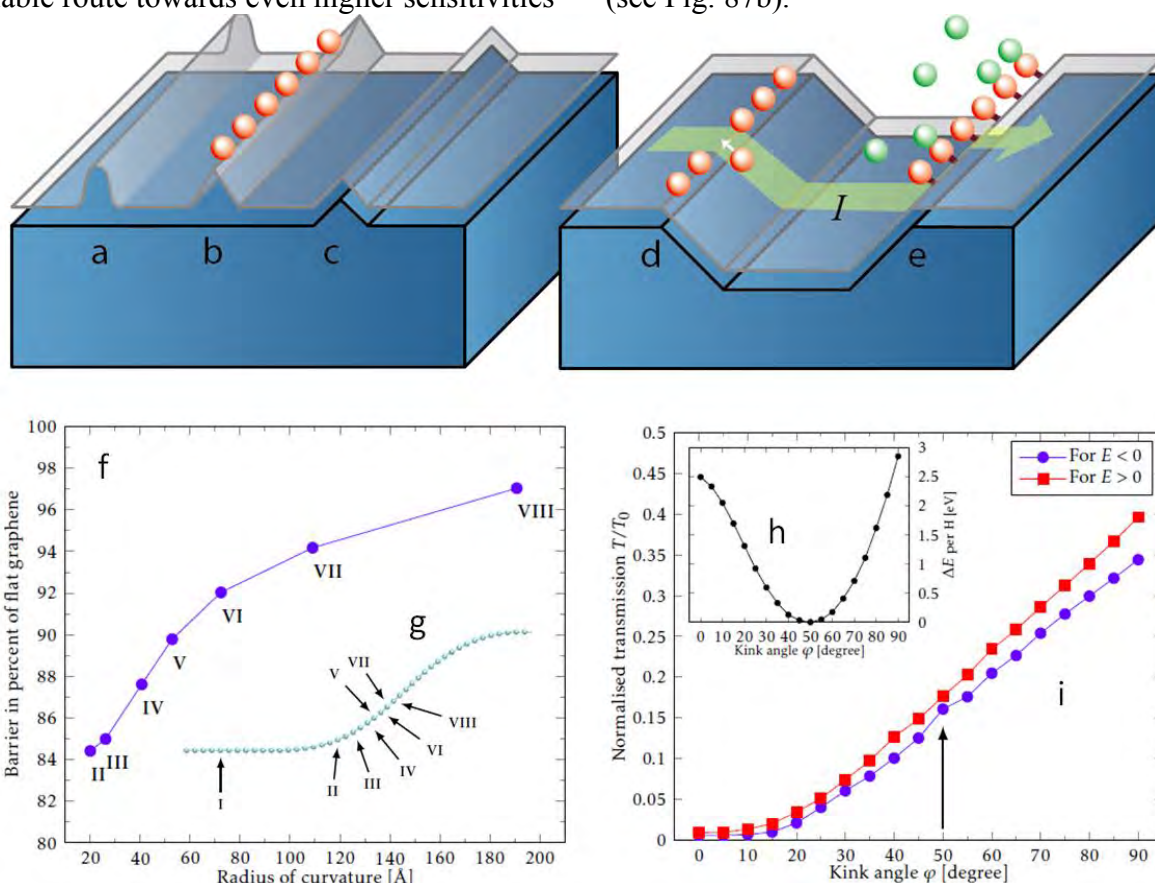 able route towards even higher sensitivities (see Fig. 87b).
a b c
d I e
f
Barrier in percent of flat graphene
100
98
96
94
92
90
88
86
84
82
80
II
III
IV
V
VI
VII
VIII
g
I
II
III
IV
V
VI
VII
VIII
20 40 60 80 100 120 140 160 180 200
Radius of curvature [Å]
Normalised transmission T/T₀
0.5
0.45
0.4
0.35
0.3
0.25
0.2
0.15
0.1
0.05
0
For E < 0
For E > 0
h
3
2.5
2
1.5
1
0.5
0
ΔE per H [eV]
0 10 20 30 40 50 60 70 80 90
Kink angle φ [degree]
i
0 10 20 30 40 50 60 70 80 90
Kink angle φ [degree]